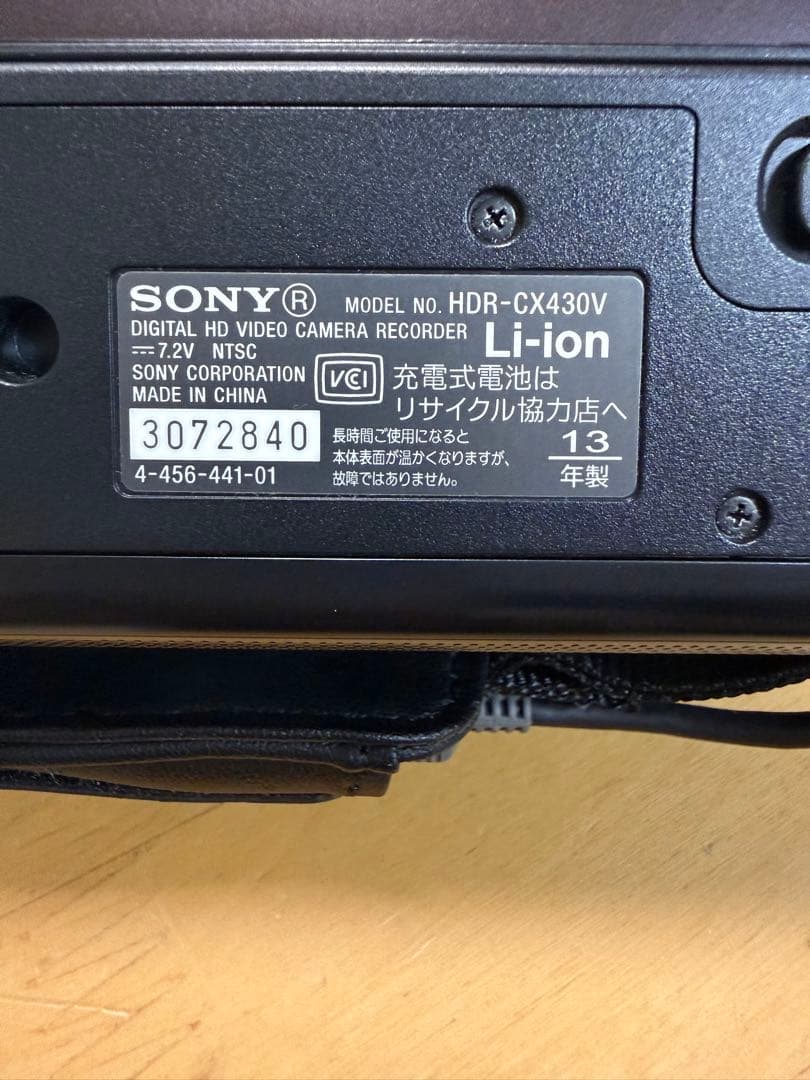 SONY® MODEL NO. HDR-CX430V
DIGITAL HD VIDEO CAMERA RECORDER Li-ion
⎓7.2V NTSC
SONY CORPORATION VCCI 充電式電池は
MADE IN CHINA リサイクル協力店へ
3072840 長時間ご使用になると 13
本体表面が温かくなりますが、
4-456-441-01 故障ではありません。 年製